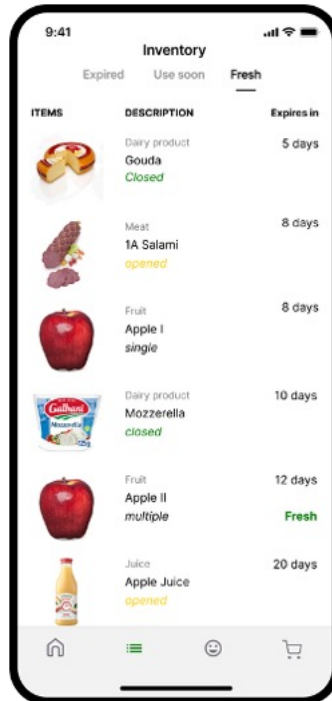 9:41
Inventory
Expired Use soon Fresh
ITEMS DESCRIPTION Expires in
Dairy product 5 days
Gouda
Closed
Meat 8 days
1A Salami
opened
Fruit 8 days
Apple I
single
Galbani
Mozzarella
Dairy product 10 days
Mozzerella
closed
Fruit 12 days
Apple II
multiple Fresh
Juice 20 days
Apple Juice
opened